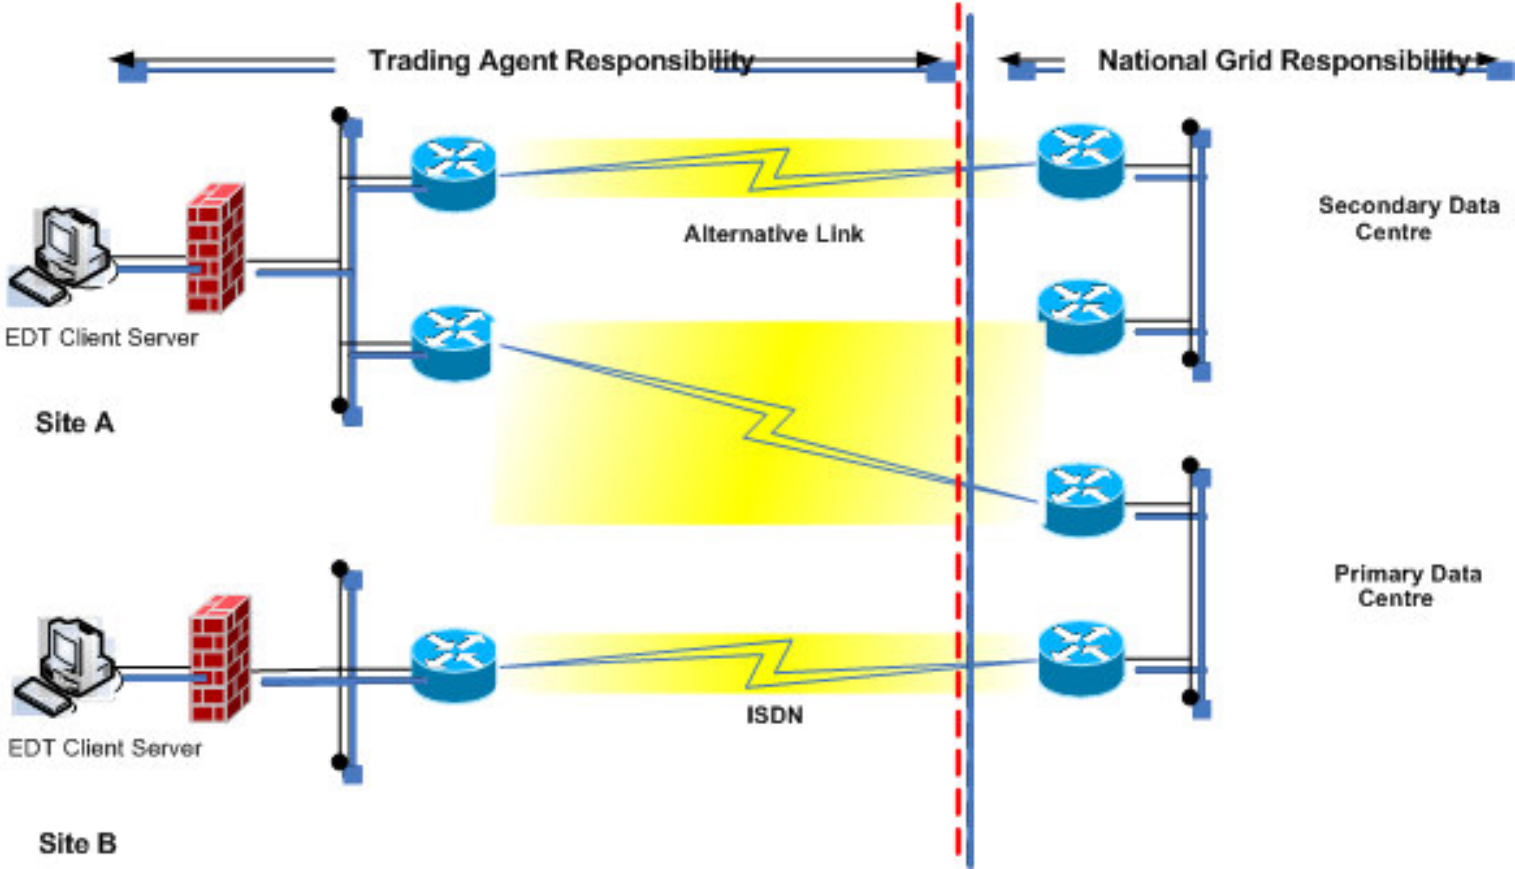 Trading Agent Responsibility
National Grid Responsibility
Secondary Data
Centre
Alternative Link
EDT Client Server
Site A
Primary Data
Centre
ISDN
EDT Client Server
Site B